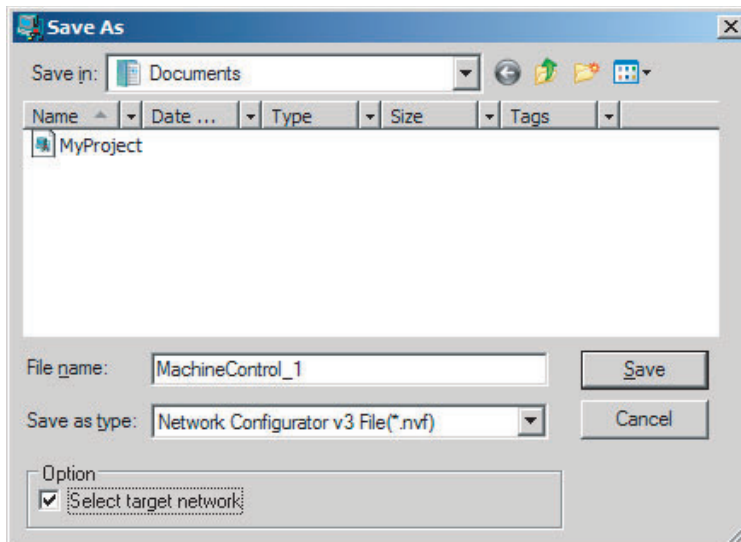 Save As
Save in: Documents
Name Date ... Type Size Tags
MyProject
File name: MachineControl_1 Save
Save as type: Network Configurator v3 File(*.nvf) Cancel
Option
Select target network